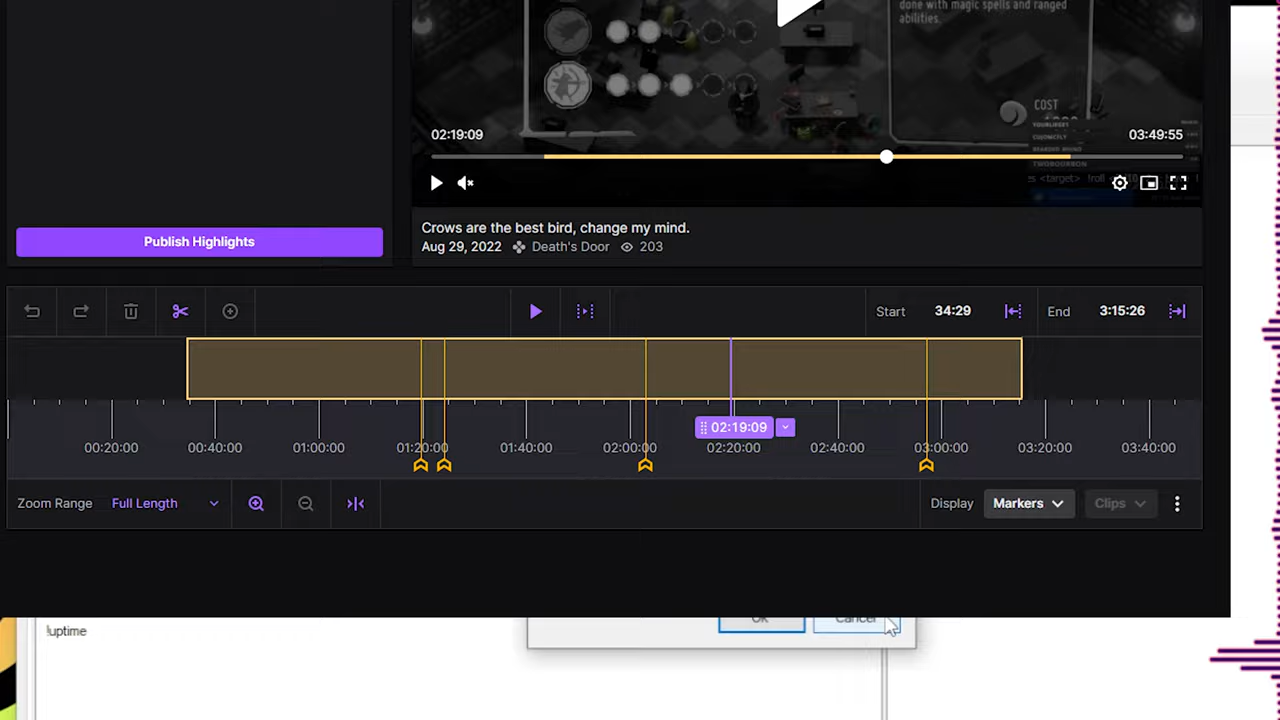 done with magic spells and ranged
abilities.
COST
02:19:09
03:49:55
Publish Highlights
Crows are the best bird, change my mind.
Aug 29, 2022 Death's Door 203
Start 34:29 End 3:15:26
02:19:09
00:20:00 00:40:00 01:00:00 01:20:00 01:40:00 02:00:00 02:20:00 02:40:00 03:00:00 03:20:00 03:40:00
Zoom Range Full Length Display Markers Clips
!uptime
OK Cancel